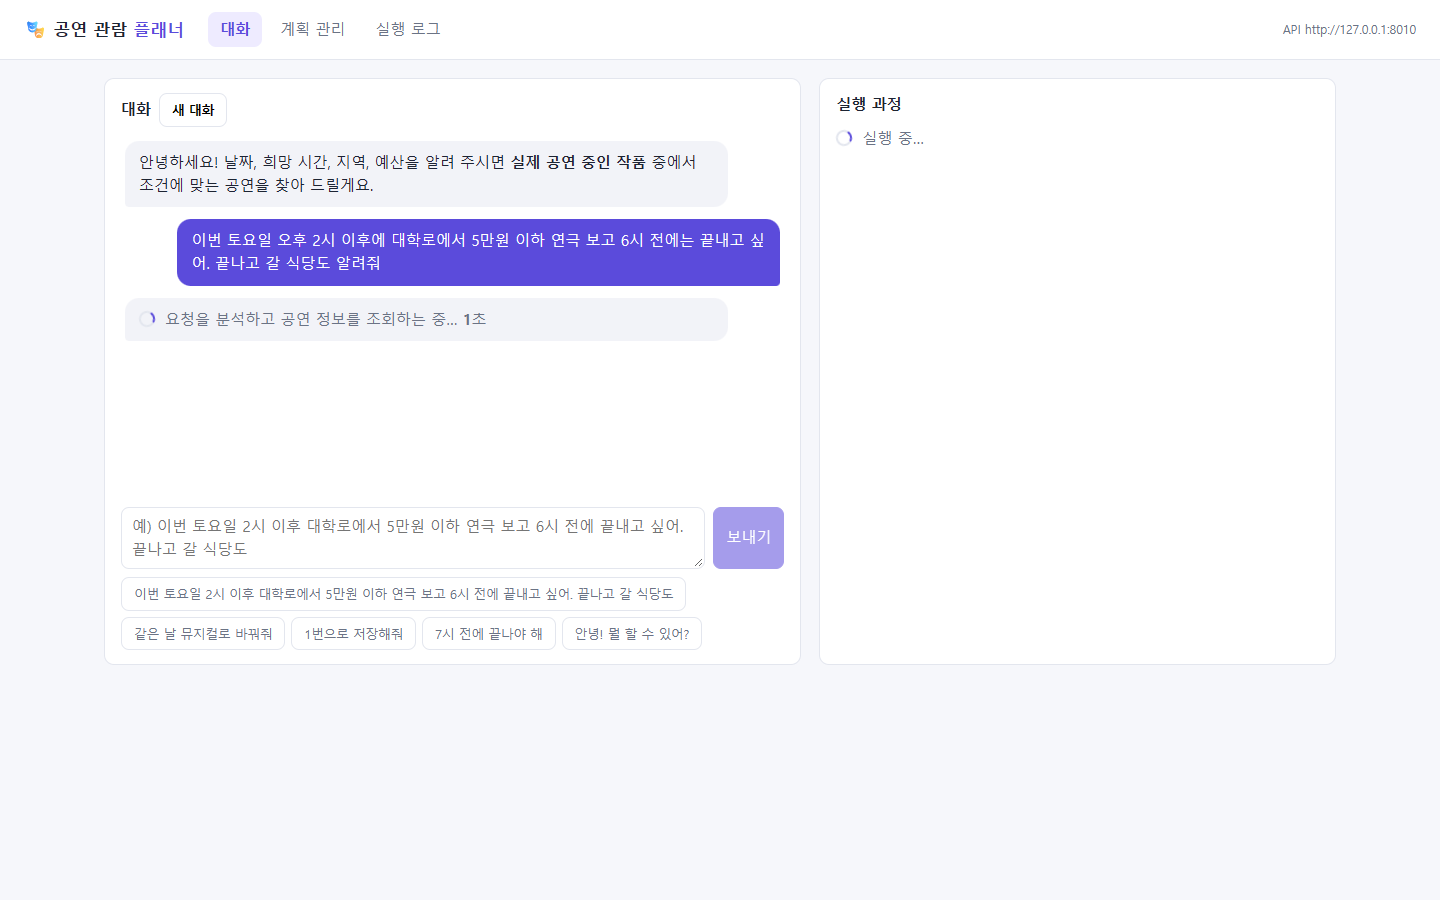 공연 관람 플래너
대화
계획 관리
실행 로그
API http://127.0.0.1:8010
대화
새 대화
안녕하세요! 날짜, 희망 시간, 지역, 예산을 알려 주시면 실제 공연 중인 작품 중에서
조건에 맞는 공연을 찾아 드릴게요.
이번 토요일 오후 2시 이후에 대학로에서 5만원 이하 연극 보고 6시 전에는 끝내고 싶
어. 끝나고 갈 식당도 알려줘
요청을 분석하고 공연 정보를 조회하는 중... 1초
예) 이번 토요일 2시 이후 대학로에서 5만원 이하 연극 보고 6시 전에 끝내고 싶어.
끝나고 갈 식당도
보내기
이번 토요일 2시 이후 대학로에서 5만원 이하 연극 보고 6시 전에 끝내고 싶어. 끝나고 갈 식당도
같은 날 뮤지컬로 바꿔줘
1번으로 저장해줘
7시 전에 끝나야 해
안녕! 뭘 할 수 있어?
실행 과정
실행 중...